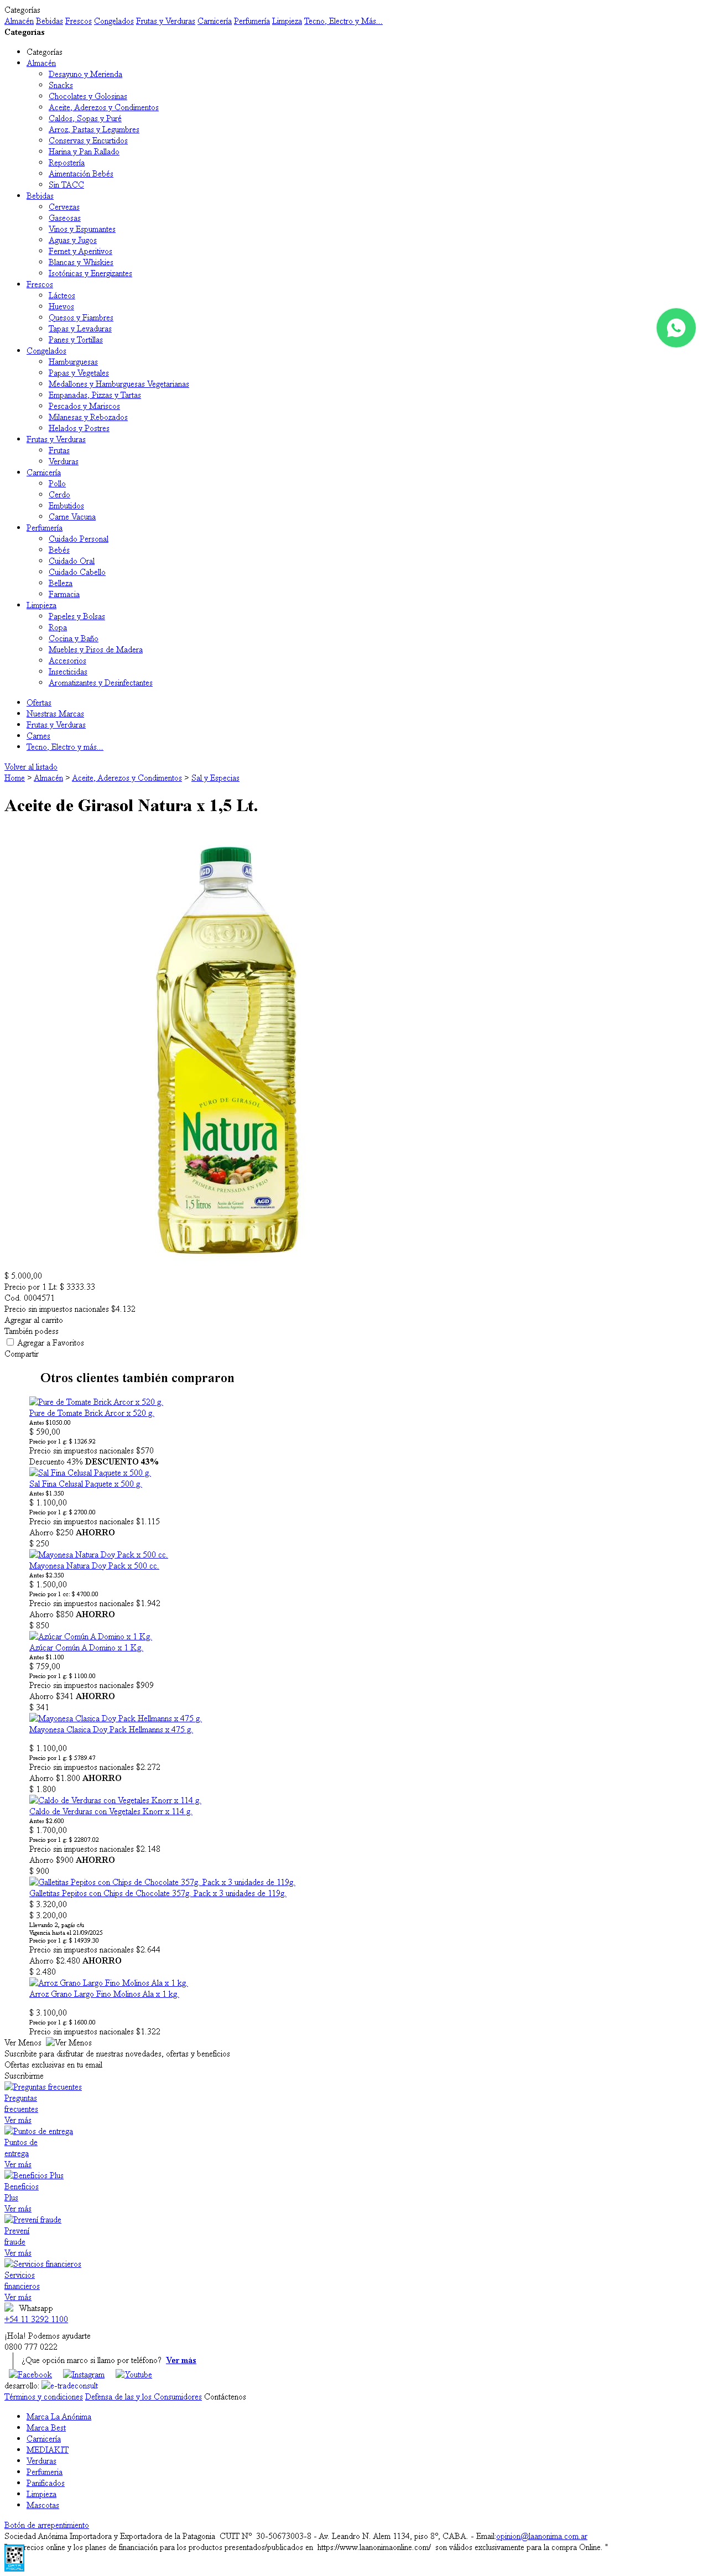 Categorías
Almacén Bebidas Frescos Congelados Frutas y Verduras Carnicería Perfumería Limpieza Tecno, Electro y Más...
Categorías
Categorías
Almacén
Desayuno y Merienda
Snacks
Chocolates y Golosinas
Aceite, Aderezos y Condimentos
Caldos, Sopas y Puré
Arroz, Pastas y Legumbres
Conservas y Encurtidos
Harina y Pan Rallado
Repostería
Aimentación Bebés
Sin TACC
Bebidas
Cervezas
Gaseosas
Vinos y Espumantes
Aguas y Jugos
Fernet y Aperitivos
Blancas y Whiskies
Isotónicas y Energizantes
Frescos
Lácteos
Huevos
Quesos y Fiambres
Tapas y Levaduras
Panes y Tortillas
Congelados
Hamburguesas
Papas y Vegetales
Medallones y Hamburguesas Vegetarianas
Empanadas, Pizzas y Tartas
Pescados y Mariscos
Milanesas y Rebozados
Helados y Postres
Frutas y Verduras
Frutas
Verduras
Carnicería
Pollo
Cerdo
Embutidos
Carne Vacuna
Perfumería
Cuidado Personal
Bebés
Cuidado Oral
Cuidado Cabello
Belleza
Farmacia
Limpieza
Papeles y Bolsas
Ropa
Cocina y Baño
Muebles y Pisos de Madera
Accesorios
Insecticidas
Aromatizantes y Desinfectantes
Ofertas
Nuestras Marcas
Frutas y Verduras
Carnes
Tecno, Electro y más...
Volver al listado
Home > Almacén > Aceite, Aderezos y Condimentos > Sal y Especias
Aceite de Girasol Natura x 1,5 Lt.
AGD
AGD
PURO DE GIRASOL
Natura
PRIMERA PRENSADA EN FRIO
1,5 litros
AGD
$ 5.000,00
Precio por 1 Lt: $ 3333.33
Cod. 0004571
Precio sin impuestos nacionales $4.132
Agregar al carrito
También podess
Agregar a Favoritos
Compartir
Otros clientes también compraron
Pure de Tomate Brick Arcor x 520 g.
Pure de Tomate Brick Arcor x 520 g.
Antes $1050.00
$ 590,00
Precio por 1 g: $ 1326.92
Precio sin impuestos nacionales $570
Descuento 43% DESCUENTO 43%
Sal Fina Celusal Paquete x 500 g.
Sal Fina Celusal Paquete x 500 g.
Antes $1.350
$ 1.100,00
Precio por 1 g: $ 2700.00
Precio sin impuestos nacionales $1.115
Ahorro $250 AHORRO
$ 250
Mayonesa Natura Doy Pack x 500 cc.
Mayonesa Natura Doy Pack x 500 cc.
Antes $2.350
$ 1.500,00
Precio por 1 cc: $ 4700.00
Precio sin impuestos nacionales $1.942
Ahorro $850 AHORRO
$ 850
Azúcar Común A Domino x 1 Kg.
Azúcar Común A Domino x 1 Kg.
Antes $1.100
$ 759,00
Precio por 1 g: $ 1100.00
Precio sin impuestos nacionales $909
Ahorro $341 AHORRO
$ 341
Mayonesa Clasica Doy Pack Hellmanns x 475 g.
Mayonesa Clasica Doy Pack Hellmanns x 475 g.
$ 1.100,00
Precio por 1 g: $ 5789.47
Precio sin impuestos nacionales $2.272
Ahorro $1.800 AHORRO
$ 1.800
Caldo de Verduras con Vegetales Knorr x 114 g.
Caldo de Verduras con Vegetales Knorr x 114 g.
Antes $2.600
$ 1.700,00
Precio por 1 g: $ 22807.02
Precio sin impuestos nacionales $2.148
Ahorro $900 AHORRO
$ 900
Galletitas Pepitos con Chips de Chocolate 357g. Pack x 3 unidades de 119g.
Galletitas Pepitos con Chips de Chocolate 357g. Pack x 3 unidades de 119g.
$ 3.320,00
$ 3.200,00
Llevando 2, pagás c/u
Vigencia hasta el 21/09/2025
Precio por 1 g: $ 14939.30
Precio sin impuestos nacionales $2.644
Ahorro $2.480 AHORRO
$ 2.480
Arroz Grano Largo Fino Molinos Ala x 1 kg.
Arroz Grano Largo Fino Molinos Ala x 1 kg.
$ 3.100,00
Precio por 1 g: $ 1600.00
Precio sin impuestos nacionales $1.322
Ver Menos Ver Menos
Suscribite para disfrutar de nuestras novedades, ofertas y beneficios
Ofertas exclusivas en tu email
Suscribirme
Preguntas frecuentes
Preguntas
frecuentes
Ver más
Puntos de entrega
Puntos de
entrega
Ver más
Beneficios Plus
Beneficios
Plus
Ver más
Prevení fraude
Prevení
fraude
Ver más
Servicios financieros
Servicios
financieros
Ver más
Whatsapp
+54 11 3292 1100
¡Hola! Podemos ayudarte
0800 777 0222
¿Que opción marco si llamo por teléfono? Ver más
Facebook Instagram Youtube
desarrollo: e-tradeconsult
Términos y condiciones Defensa de las y los Consumidores Contáctenos
Marca La Anónima
Marca Best
Carnicería
MEDIAKIT
Verduras
Perfumeria
Panificados
Limpieza
Mascotas
Botón de arrepentimiento
Sociedad Anónima Importadora y Exportadora de la Patagonia CUIT N° 30-50673003-8 - Av. Leandro N. Alem 1134, piso 8°, CABA. - Email:opinion@laanonima.com.ar
recios online y los planes de financiación para los productos presentados/publicados en https://www.laanonimaonline.com/ son válidos exclusivamente para la compra Online. "